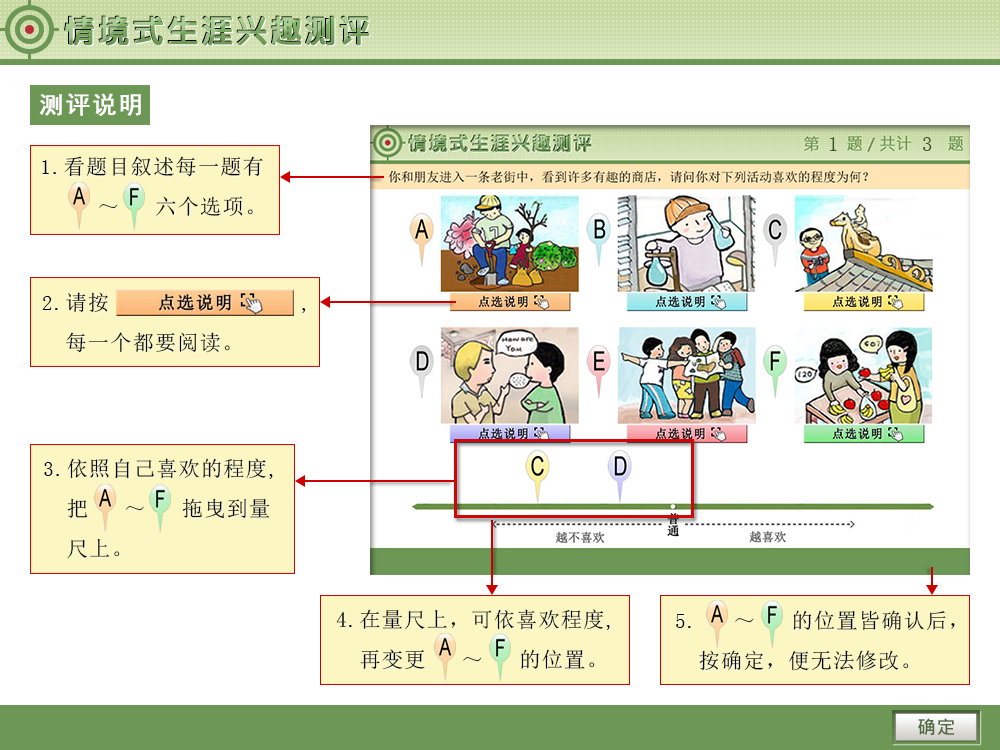 情境式生涯兴趣测评
测评说明
1.看题目叙述每一题有
A ～ F 六个选项。
2.请按 点选说明 ,
每一个都要阅读。
3.依照自己喜欢的程度,
把 A ～ F 拖曳到量
尺上。
情境式生涯兴趣测评
第 1 题 / 共计 3 题
你和朋友进入一条老街中，看到许多有趣的商店，请问你对下列活动喜欢的程度为何?
A
B
C
点选说明
点选说明
点选说明
D
How are
You
E
F
60?
120
点选说明
点选说明
点选说明
C
D
普通
越不喜欢
越喜欢
4.在量尺上，可依喜欢程度,
再变更 A ～ F 的位置。
5. A ～ F 的位置皆确认后，
按确定，便无法修改。
确定